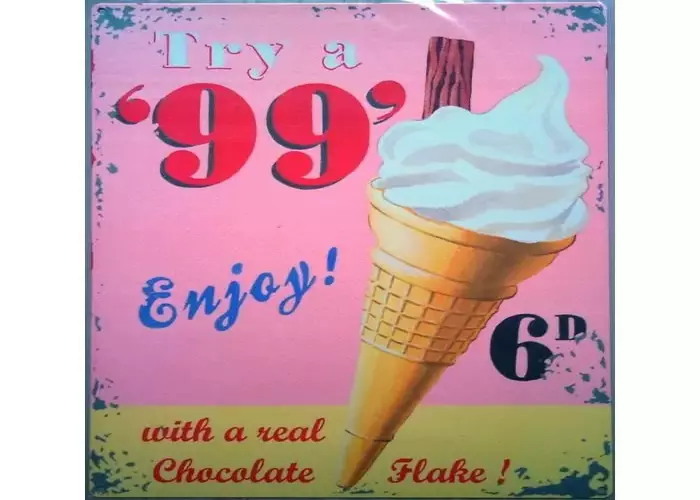 Try a
‘99’
Enjoy!
6D
with a real
Chocolate Flake!